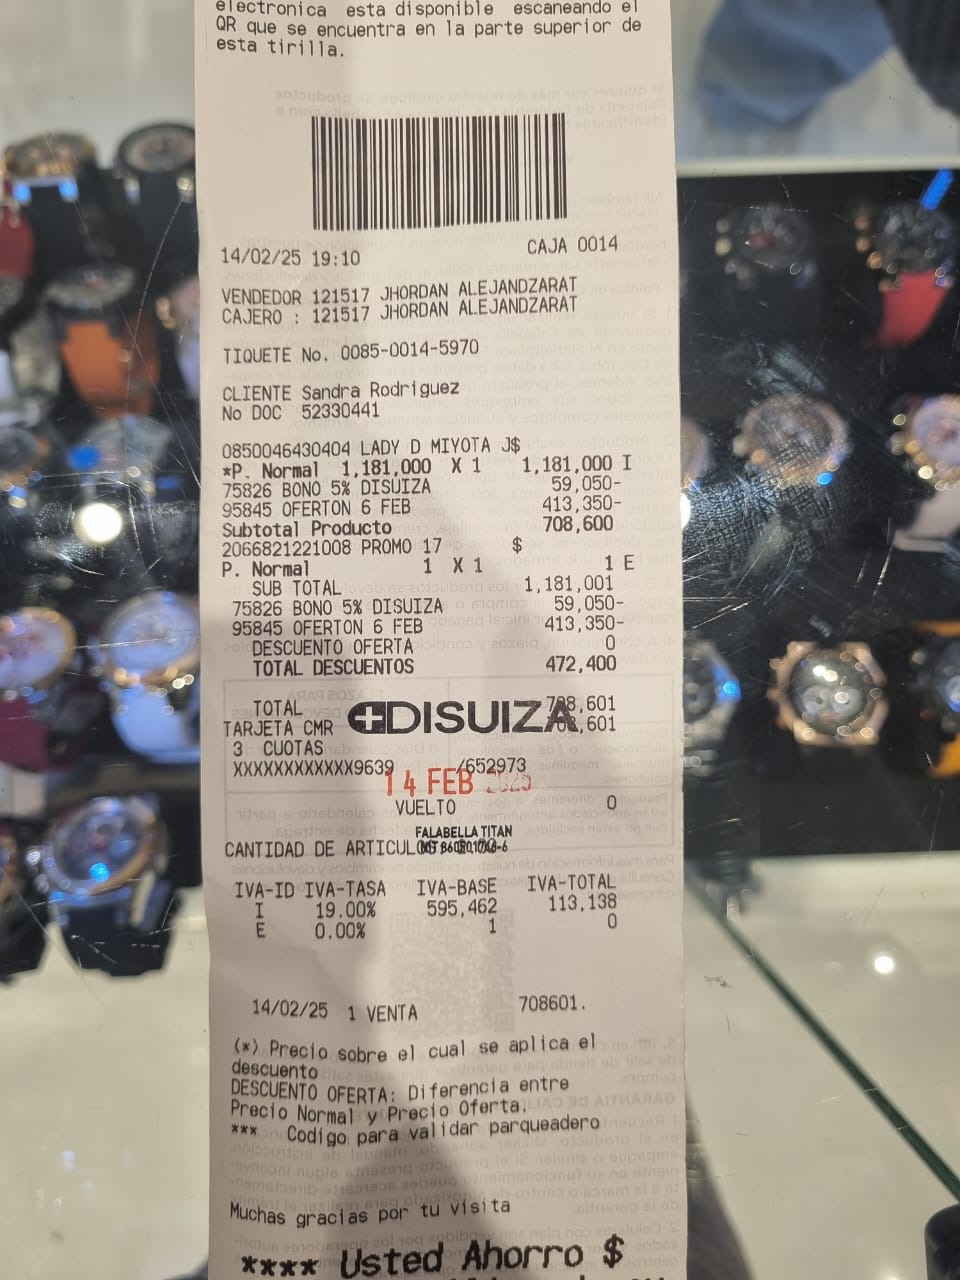 electronica esta disponible escaneando el
QR que se encuentra en la parte superior de
esta tirilla.
14/02/25 19:10 CAJA 0014
VENDEDOR 121517 JHORDAN ALEJANDZARAT
CAJERO : 121517 JHORDAN ALEJANDZARAT
TIQUETE No. 0085-0014-5970
CLIENTE Sandra Rodriguez
No DOC 52330441
0850046430404 LADY D MIYOTA J$
*P. Normal 1,181,000 X 1 1,181,000 I
75826 BONO 5% DISUIZA 59,050-
95845 OFERTON 6 FEB 413,350-
Subtotal Producto 708,600
2066821221008 PROMO 17 $
P. Normal 1 X 1 1 E
SUB TOTAL 1,181,001
75826 BONO 5% DISUIZA 59,050-
95845 OFERTON 6 FEB 413,350-
DESCUENTO OFERTA 0
TOTAL DESCUENTOS 472,400
TOTAL 708,601
DISUIZA
TARJETA CMR 708,601
3 CUOTAS
XXXXXXXXXXXX9639 /652973
14 FEB 2025
VUELTO 0
FALABELLA TITAN
CANTIDAD DE ARTICULO
IVA-ID IVA-TASA IVA-BASE IVA-TOTAL
I 19.00% 595,462 113,138
E 0.00% 1 0
14/02/25 1 VENTA 708601.
(*) Precio sobre el cual se aplica el
descuento
DESCUENTO OFERTA: Diferencia entre
Precio Normal y Precio Oferta.
*** Codigo para validar parqueadero
Muchas gracias por tu visita
**** Usted Ahorro $